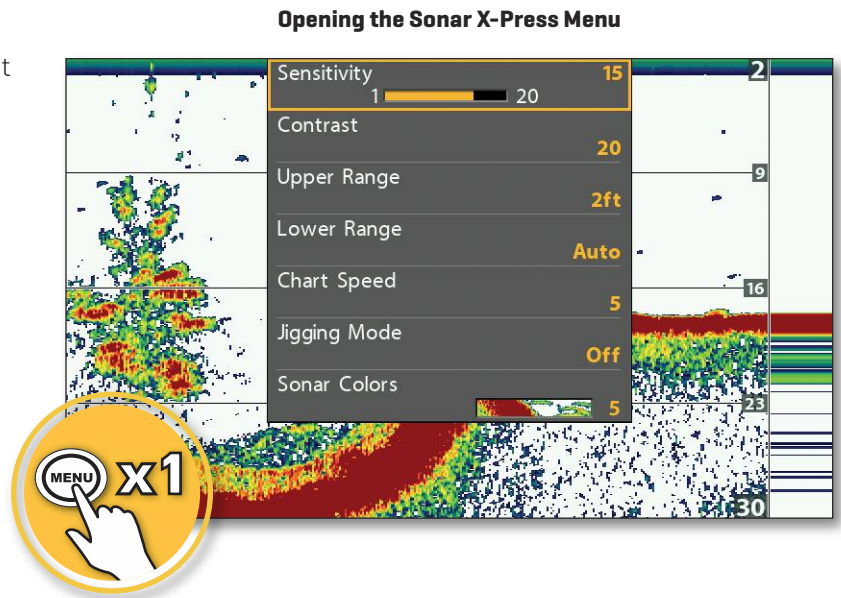 Opening the Sonar X-Press Menu
t
Sensitivity 15
1 20
Contrast
20
Upper Range
2ft
Lower Range
Auto
Chart Speed
5
Jigging Mode
Off
Sonar Colors
5
2
9
16
23
30
MENU x1